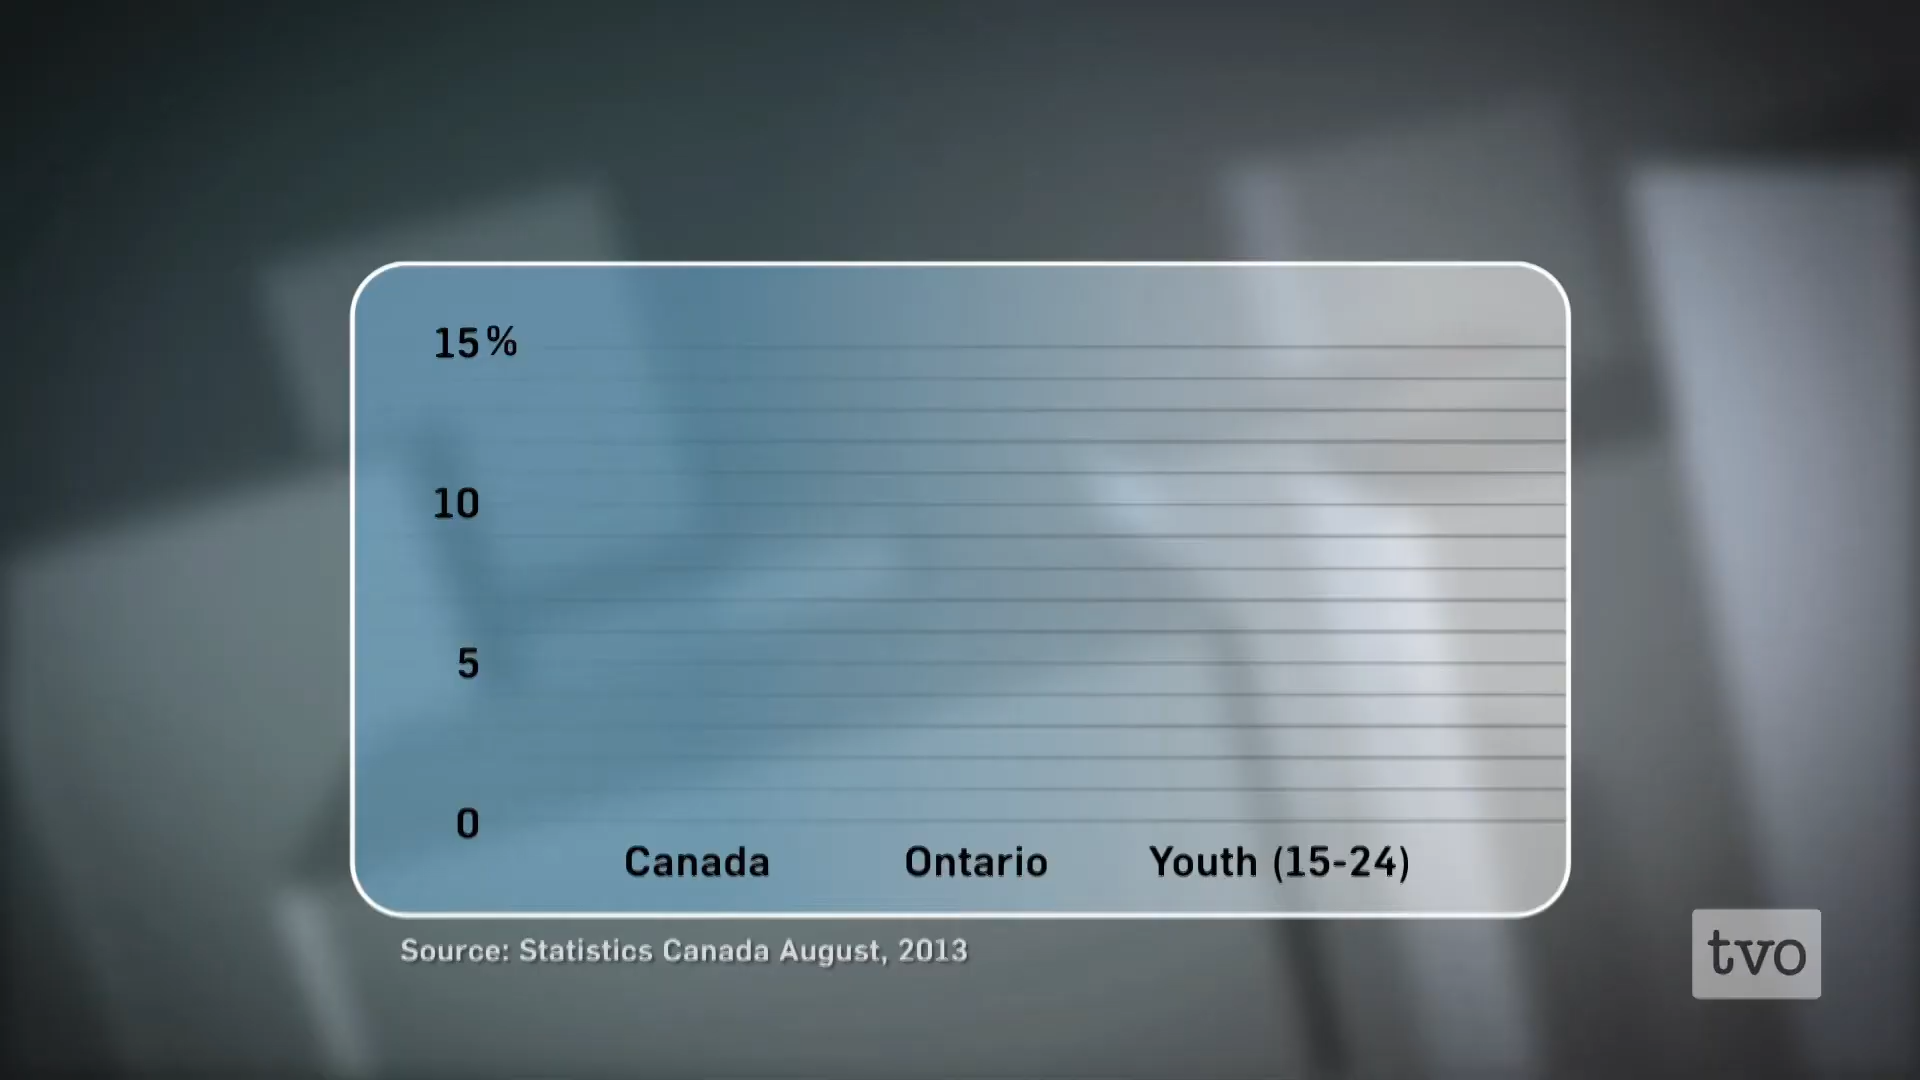 15%
10
5
0
Canada Ontario Youth (15-24)
Source: Statistics Canada August, 2013
tvo